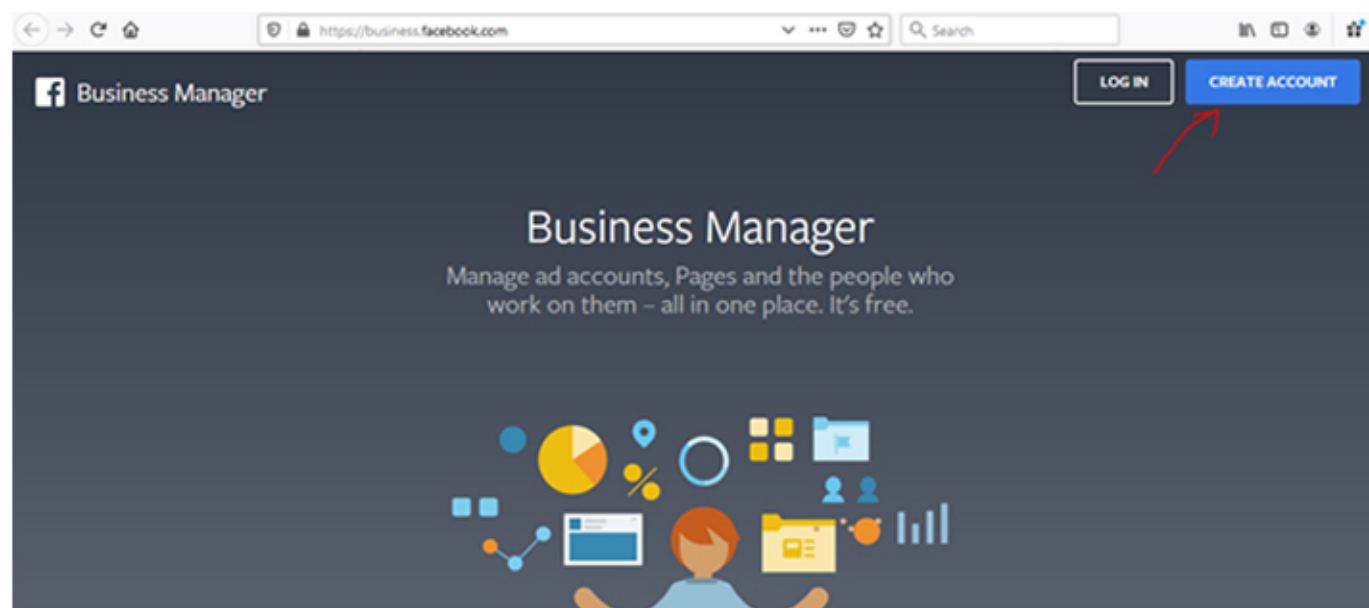 https://business.facebook.com
Search
Business Manager
LOG IN
CREATE ACCOUNT
Business Manager
Manage ad accounts, Pages and the people who
work on them – all in one place. It's free.